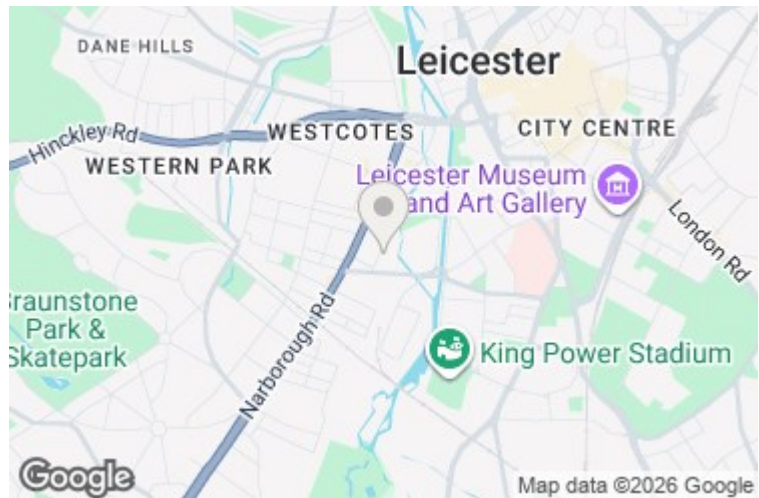 DANE HILLS
Leicester
Hinckley Rd
WESTCOTES
CITY CENTRE
WESTERN PARK
Leicester Museum
and Art Gallery
London Rd
raunstone
Park &
Skatepark
Narborough Rd
King Power Stadium
Google
Map data ©2026 Google